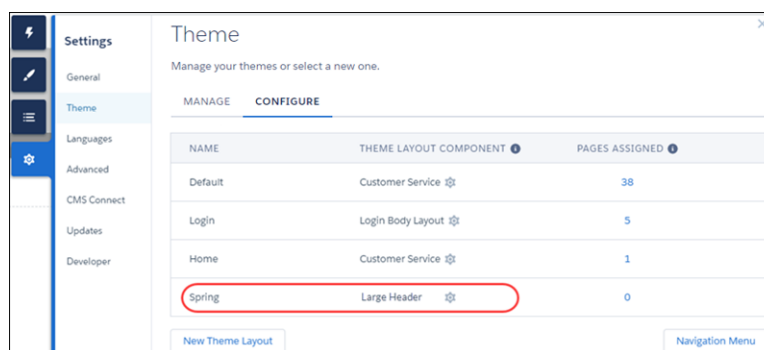 Settings
General
Theme
Languages
Advanced
CMS Connect
Updates
Developer
Theme
Manage your themes or select a new one.
MANAGE CONFIGURE
NAME THEME LAYOUT COMPONENT PAGES ASSIGNED
Default Customer Service 38
Login Login Body Layout 5
Home Customer Service 1
Spring Large Header 0
New Theme Layout Navigation Menu